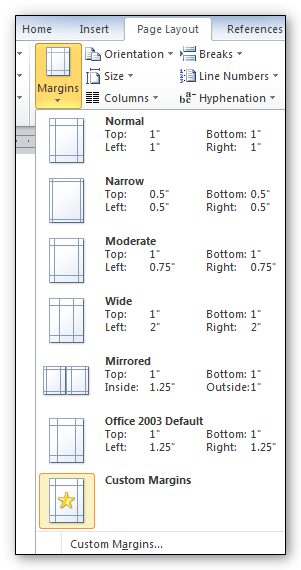 Home Insert Page Layout References
Margins Orientation Breaks
Size Line Numbers
Columns Hyphenation
Normal
Top: 1" Bottom: 1"
Left: 1" Right: 1"
Narrow
Top: 0.5" Bottom: 0.5"
Left: 0.5" Right: 0.5"
Moderate
Top: 1" Bottom: 1"
Left: 0.75" Right: 0.75"
Wide
Top: 1" Bottom: 1"
Left: 2" Right: 2"
Mirrored
Top: 1" Bottom: 1"
Inside: 1.25" Outside: 1"
Office 2003 Default
Top: 1" Bottom: 1"
Left: 1.25" Right: 1.25"
Custom Margins
Custom Margins...